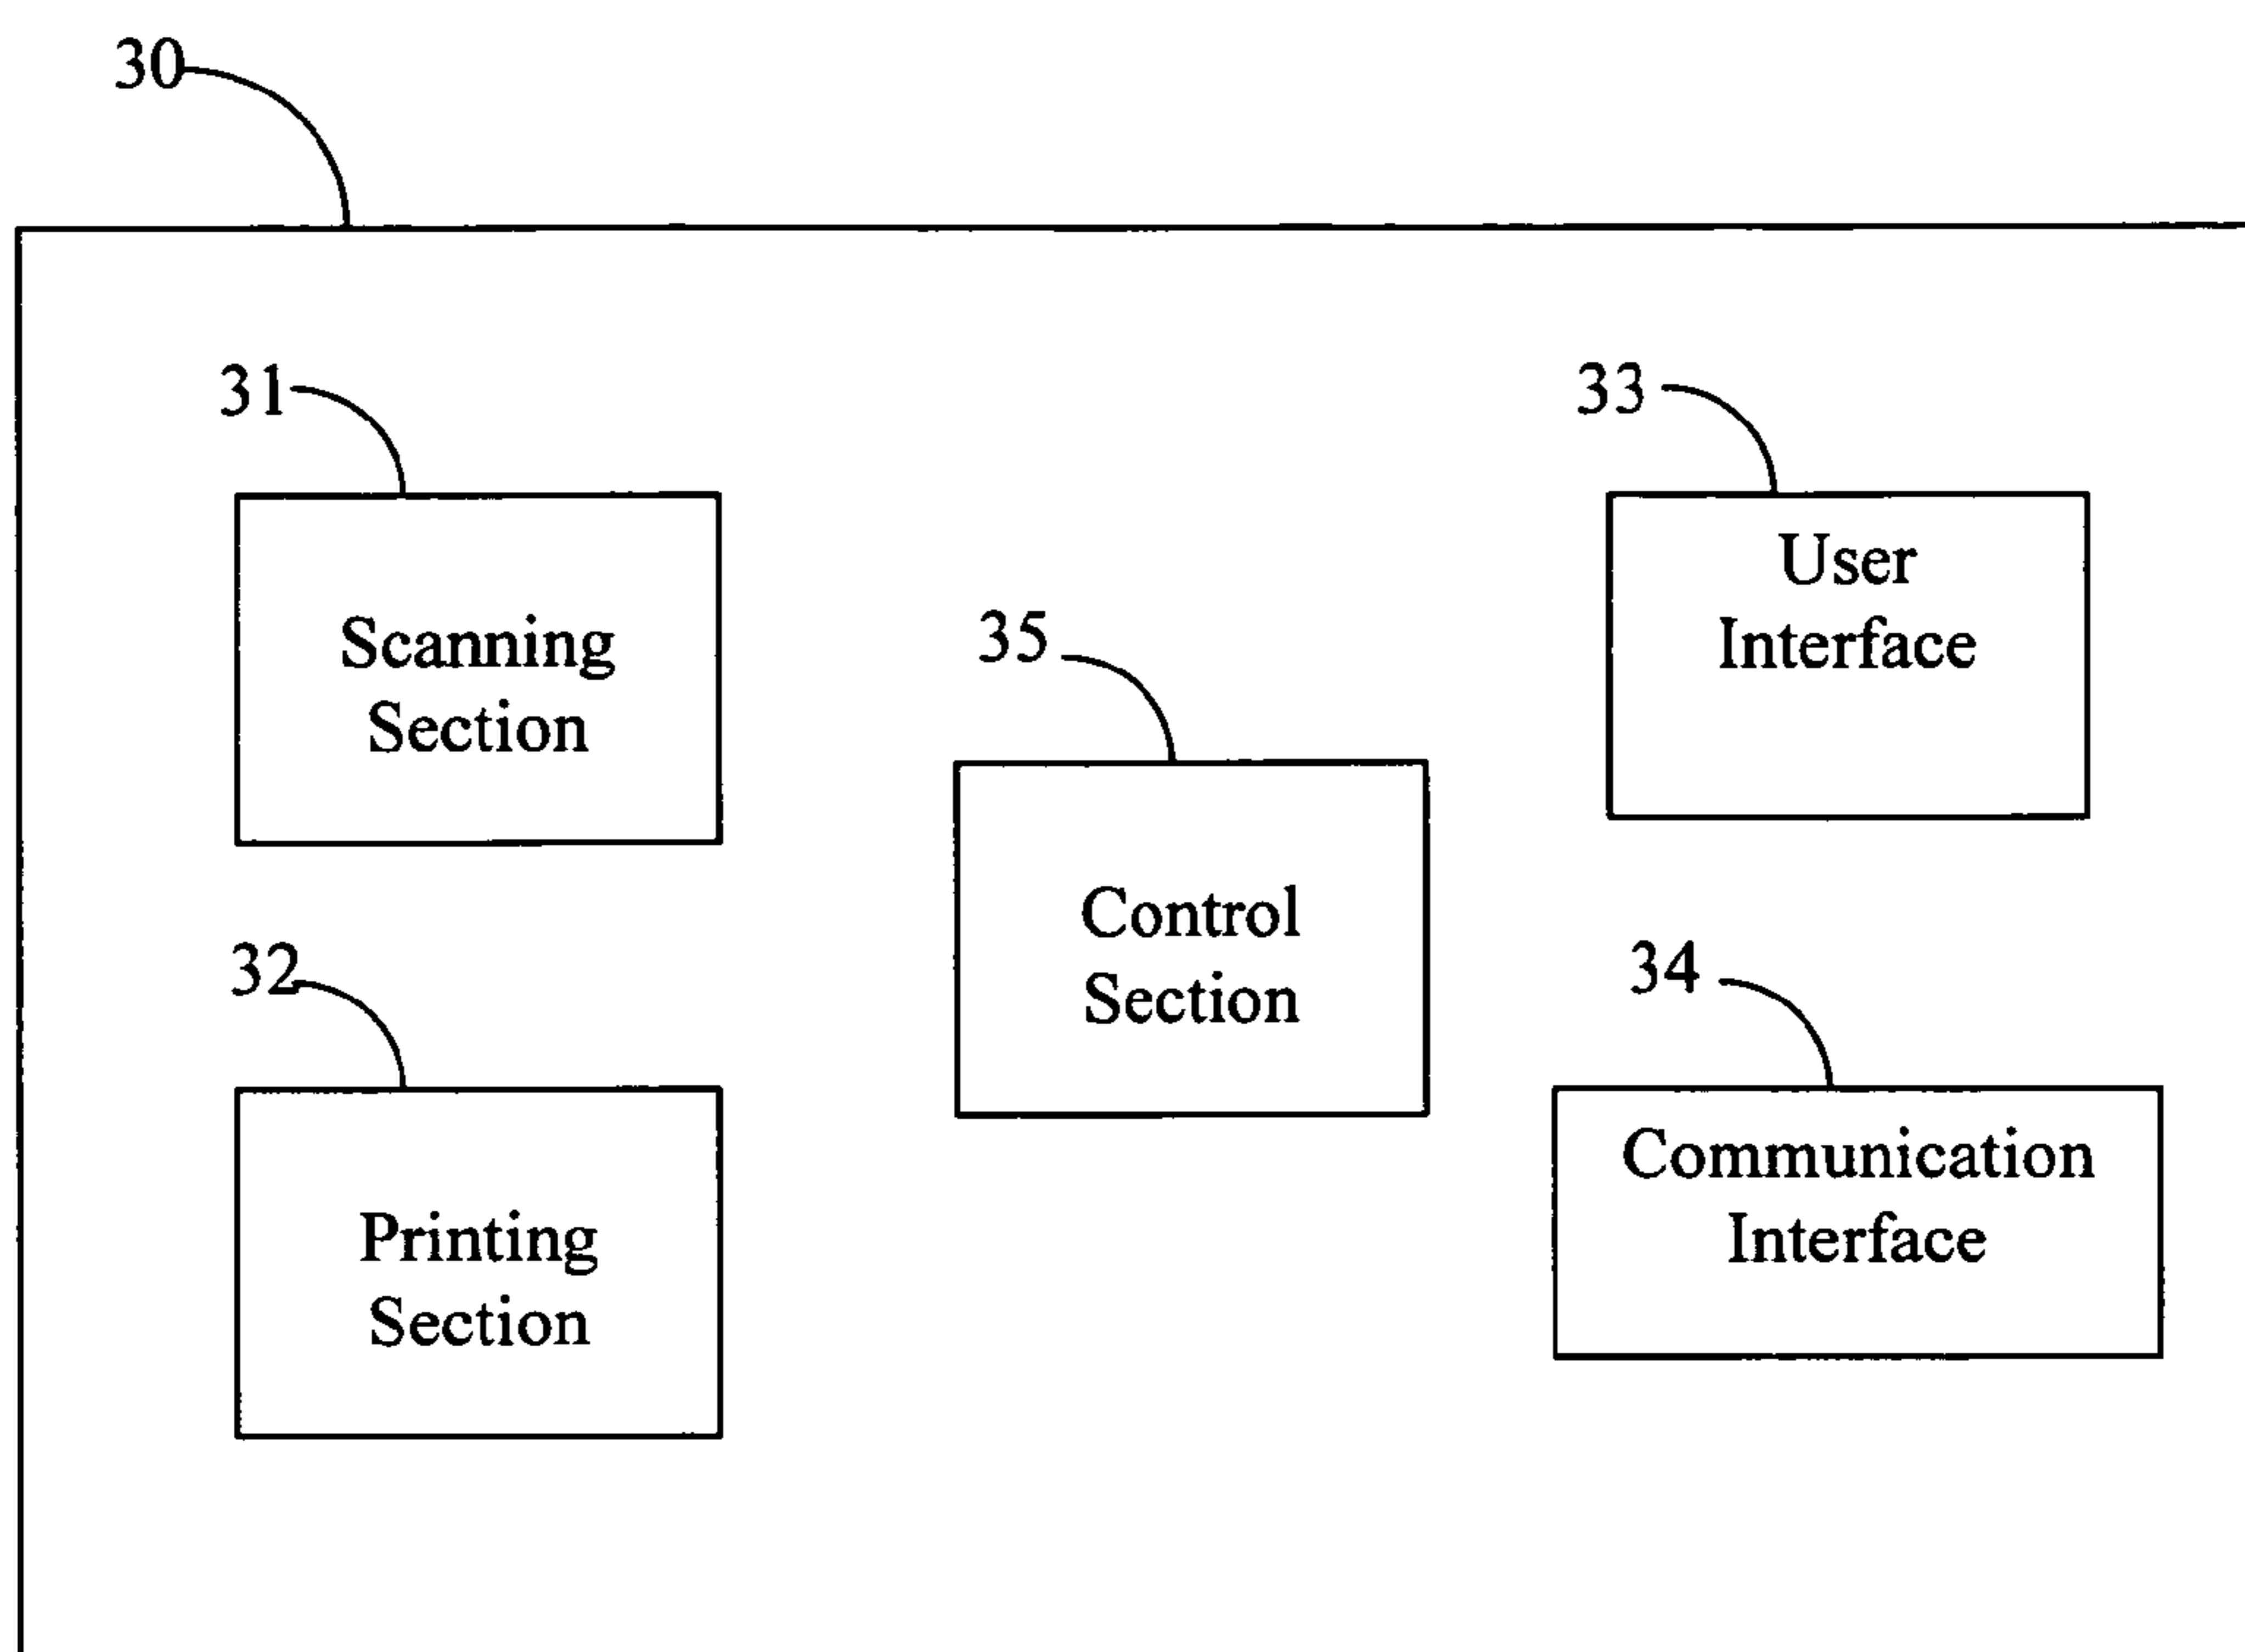 30
31
Scanning
Section
33
User
Interface
35
Control
Section
32
Printing
Section
34
Communication
Interface